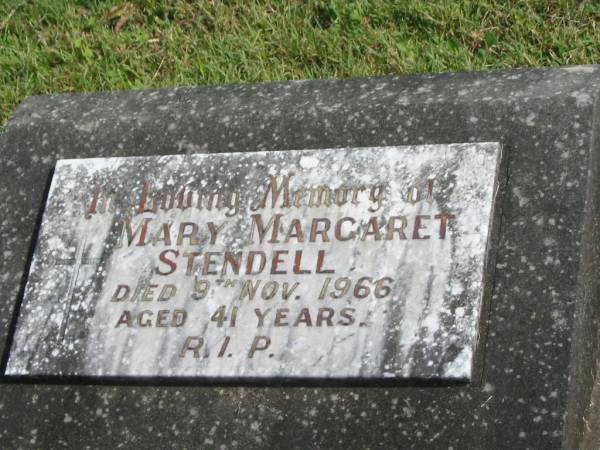 In Loving Memory of
MARY MARGARET
STENDELL
DIED 9TH NOV. 1966
AGED 41 YEARS.
R.I.P.